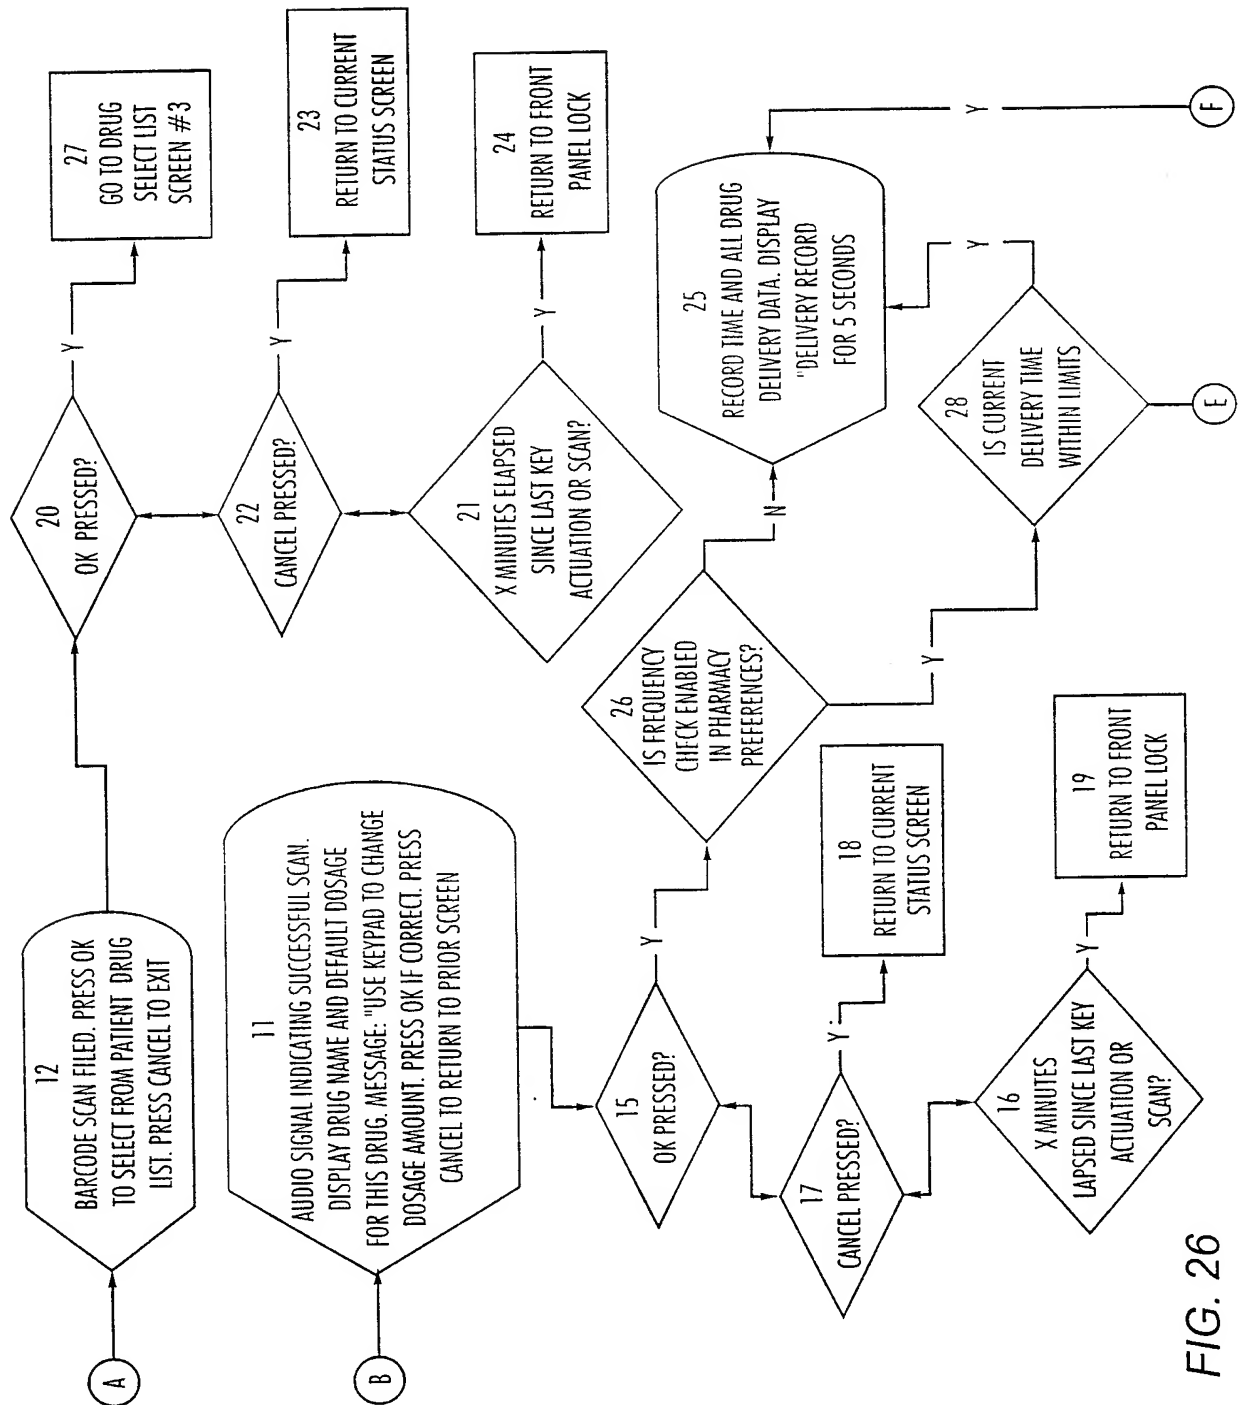 A
12
BARCODE SCAN FILED. PRESS OK
TO SELECT FROM PATIENT DRUG
LIST. PRESS CANCEL TO EXIT
20
OK PRESSED?
Y
27
GO TO DRUG
SELECT LIST
SCREEN #3
22
CANCEL PRESSED?
Y
23
RETURN TO CURRENT
STATUS SCREEN
21
X MINUTES ELAPSED
SINCE LAST KEY
ACTUATION OR SCAN?
Y
24
RETURN TO FRONT
PANEL LOCK
B
11
AUDIO SIGNAL INDICATING SUCCESSFUL SCAN.
DISPLAY DRUG NAME AND DEFAULT DOSAGE
FOR THIS DRUG. MESSAGE: "USE KEYPAD TO CHANGE
DOSAGE AMOUNT. PRESS OK IF CORRECT. PRESS
CANCEL TO RETURN TO PRIOR SCREEN
15
OK PRESSED?
Y
26
IS FREQUENCY
CHECK ENABLED
IN PHARMACY
PREFERENCES?
N
Y
25
RECORD TIME AND ALL DRUG
DELIVERY DATA. DISPLAY
"DELIVERY RECORD
FOR 5 SECONDS
Y
F
28
IS CURRENT
DELIVERY TIME
WITHIN LIMITS
Y
E
17
CANCEL PRESSED?
Y
18
RETURN TO CURRENT
STATUS SCREEN
16
X MINUTES
LAPSED SINCE LAST KEY
ACTUATION OR
SCAN?
Y
19
RETURN TO FRONT
PANEL LOCK
FIG. 26